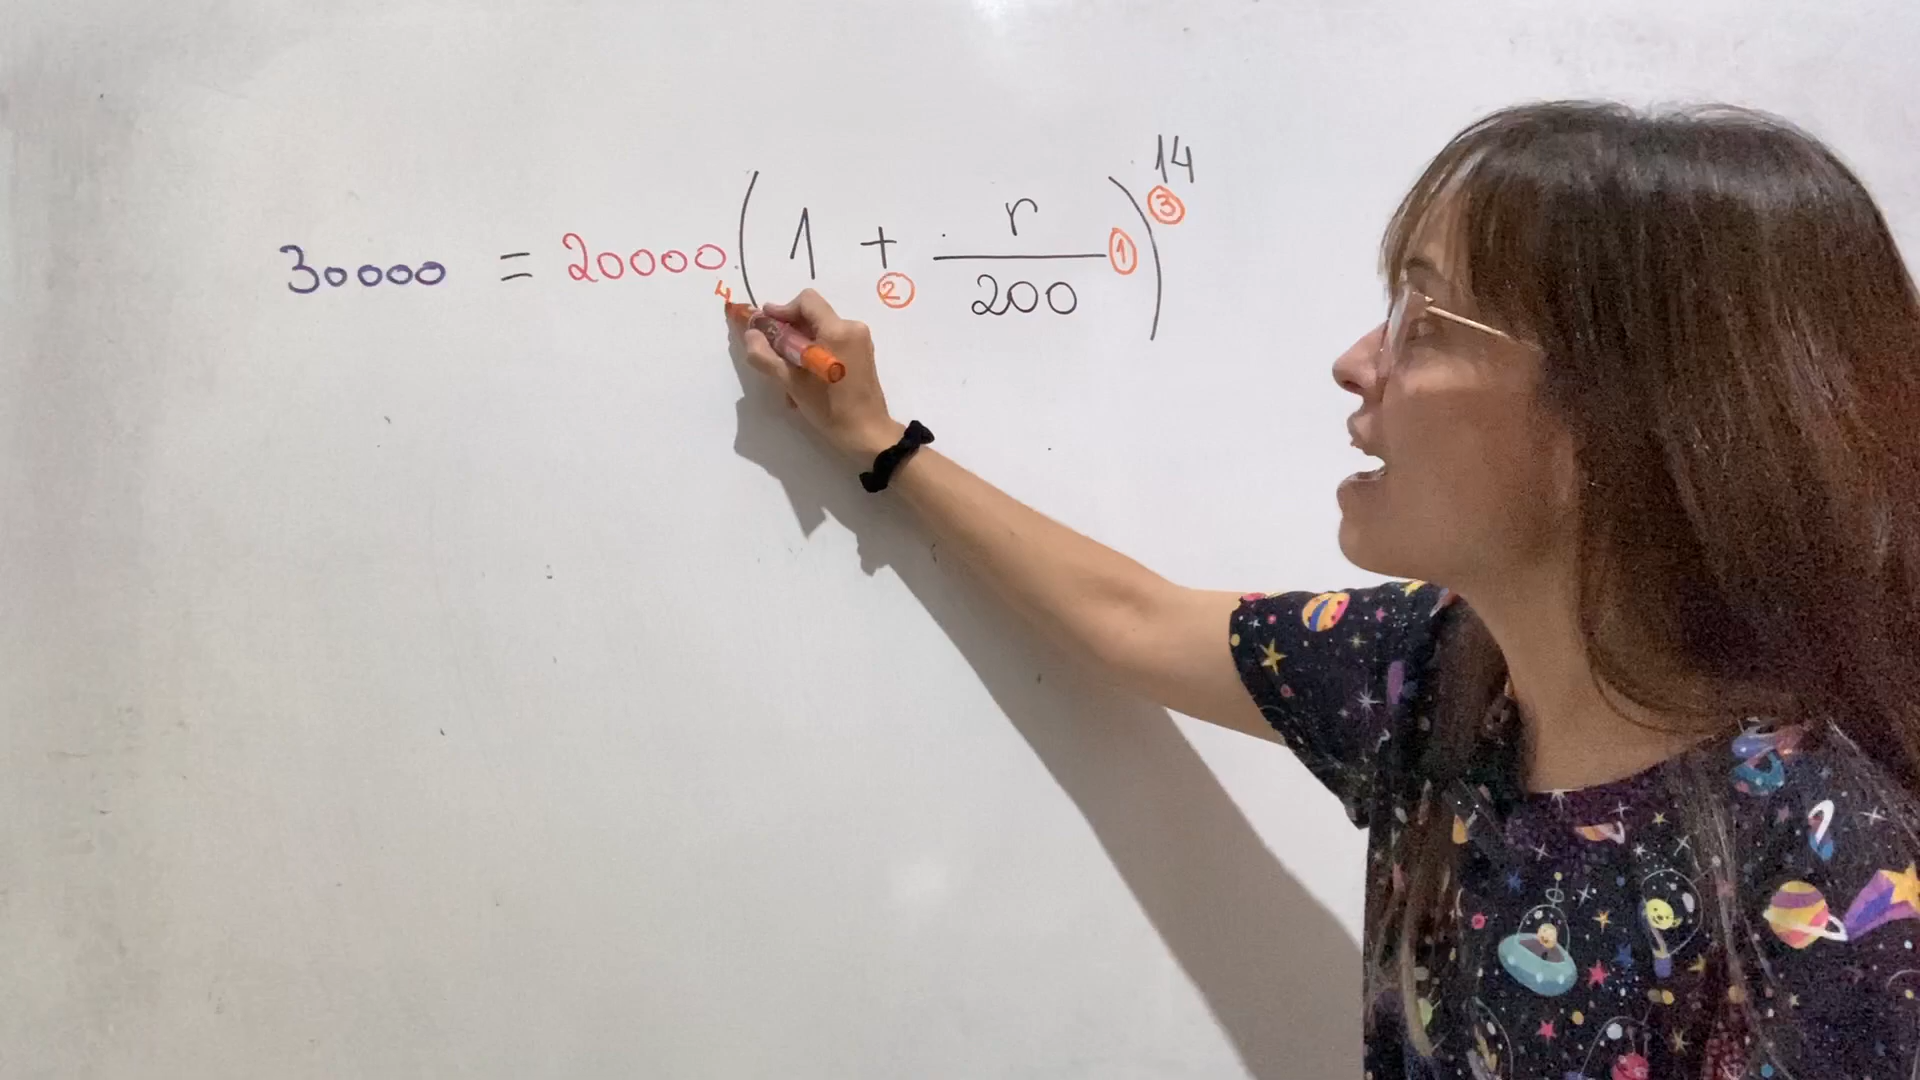 30000 = 20000 . ( 1 + r/200 )^14
4 ② ① ③